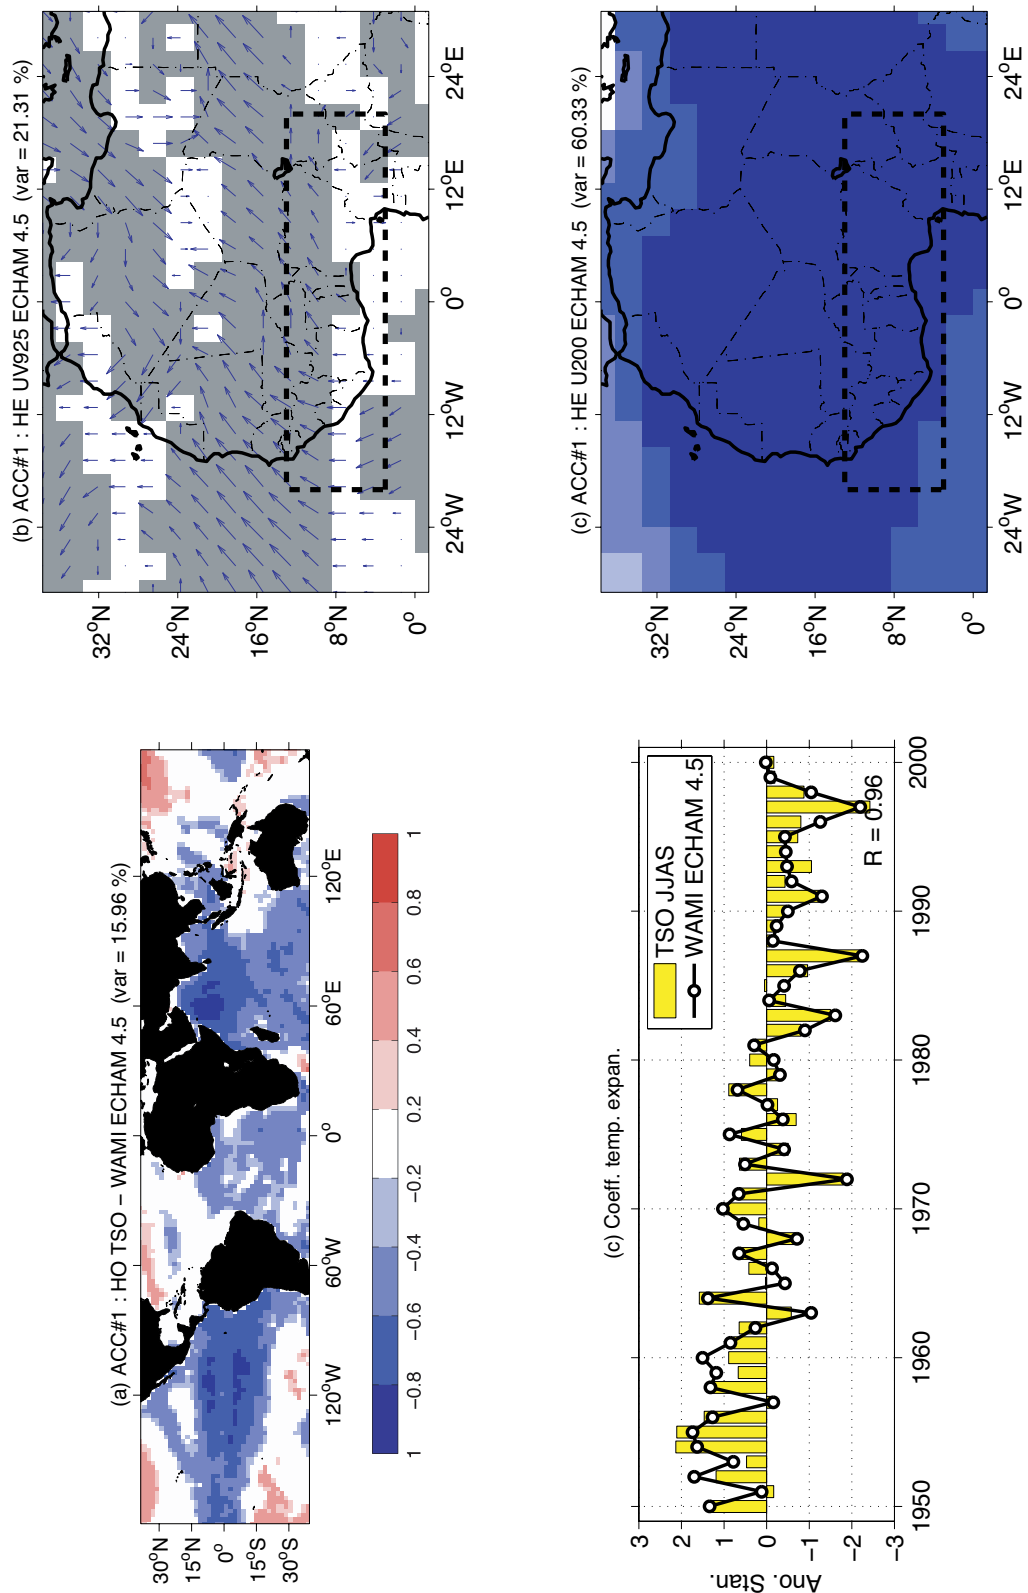 (a) ACC#1 : HO TSO − WAMI ECHAM 4.5 (var = 15.96 %)
30°N
15°N
0°
15°S
30°S
120°W
60°W
0°
60°E
120°E
1
−0.8
−0.6
−0.4
−0.2
0.2
0.4
0.6
0.8
1
(b) ACC#1 : HE UV925 ECHAM 4.5 (var = 21.31 %)
32°N
24°N
16°N
8°N
0°
24°W
12°W
0°
12°E
24°E
(c) Coeff. temp. expan.
TSO JJAS
WAMI ECHAM 4.5
R = 0.96
Ano. Stan.
3
2
1
0
−1
−2
−3
1950
1960
1970
1980
1990
2000
(c) ACC#1 : HE U200 ECHAM 4.5 (var = 60.33 %)
32°N
24°N
16°N
8°N
0°
24°W
12°W
0°
12°E
24°E